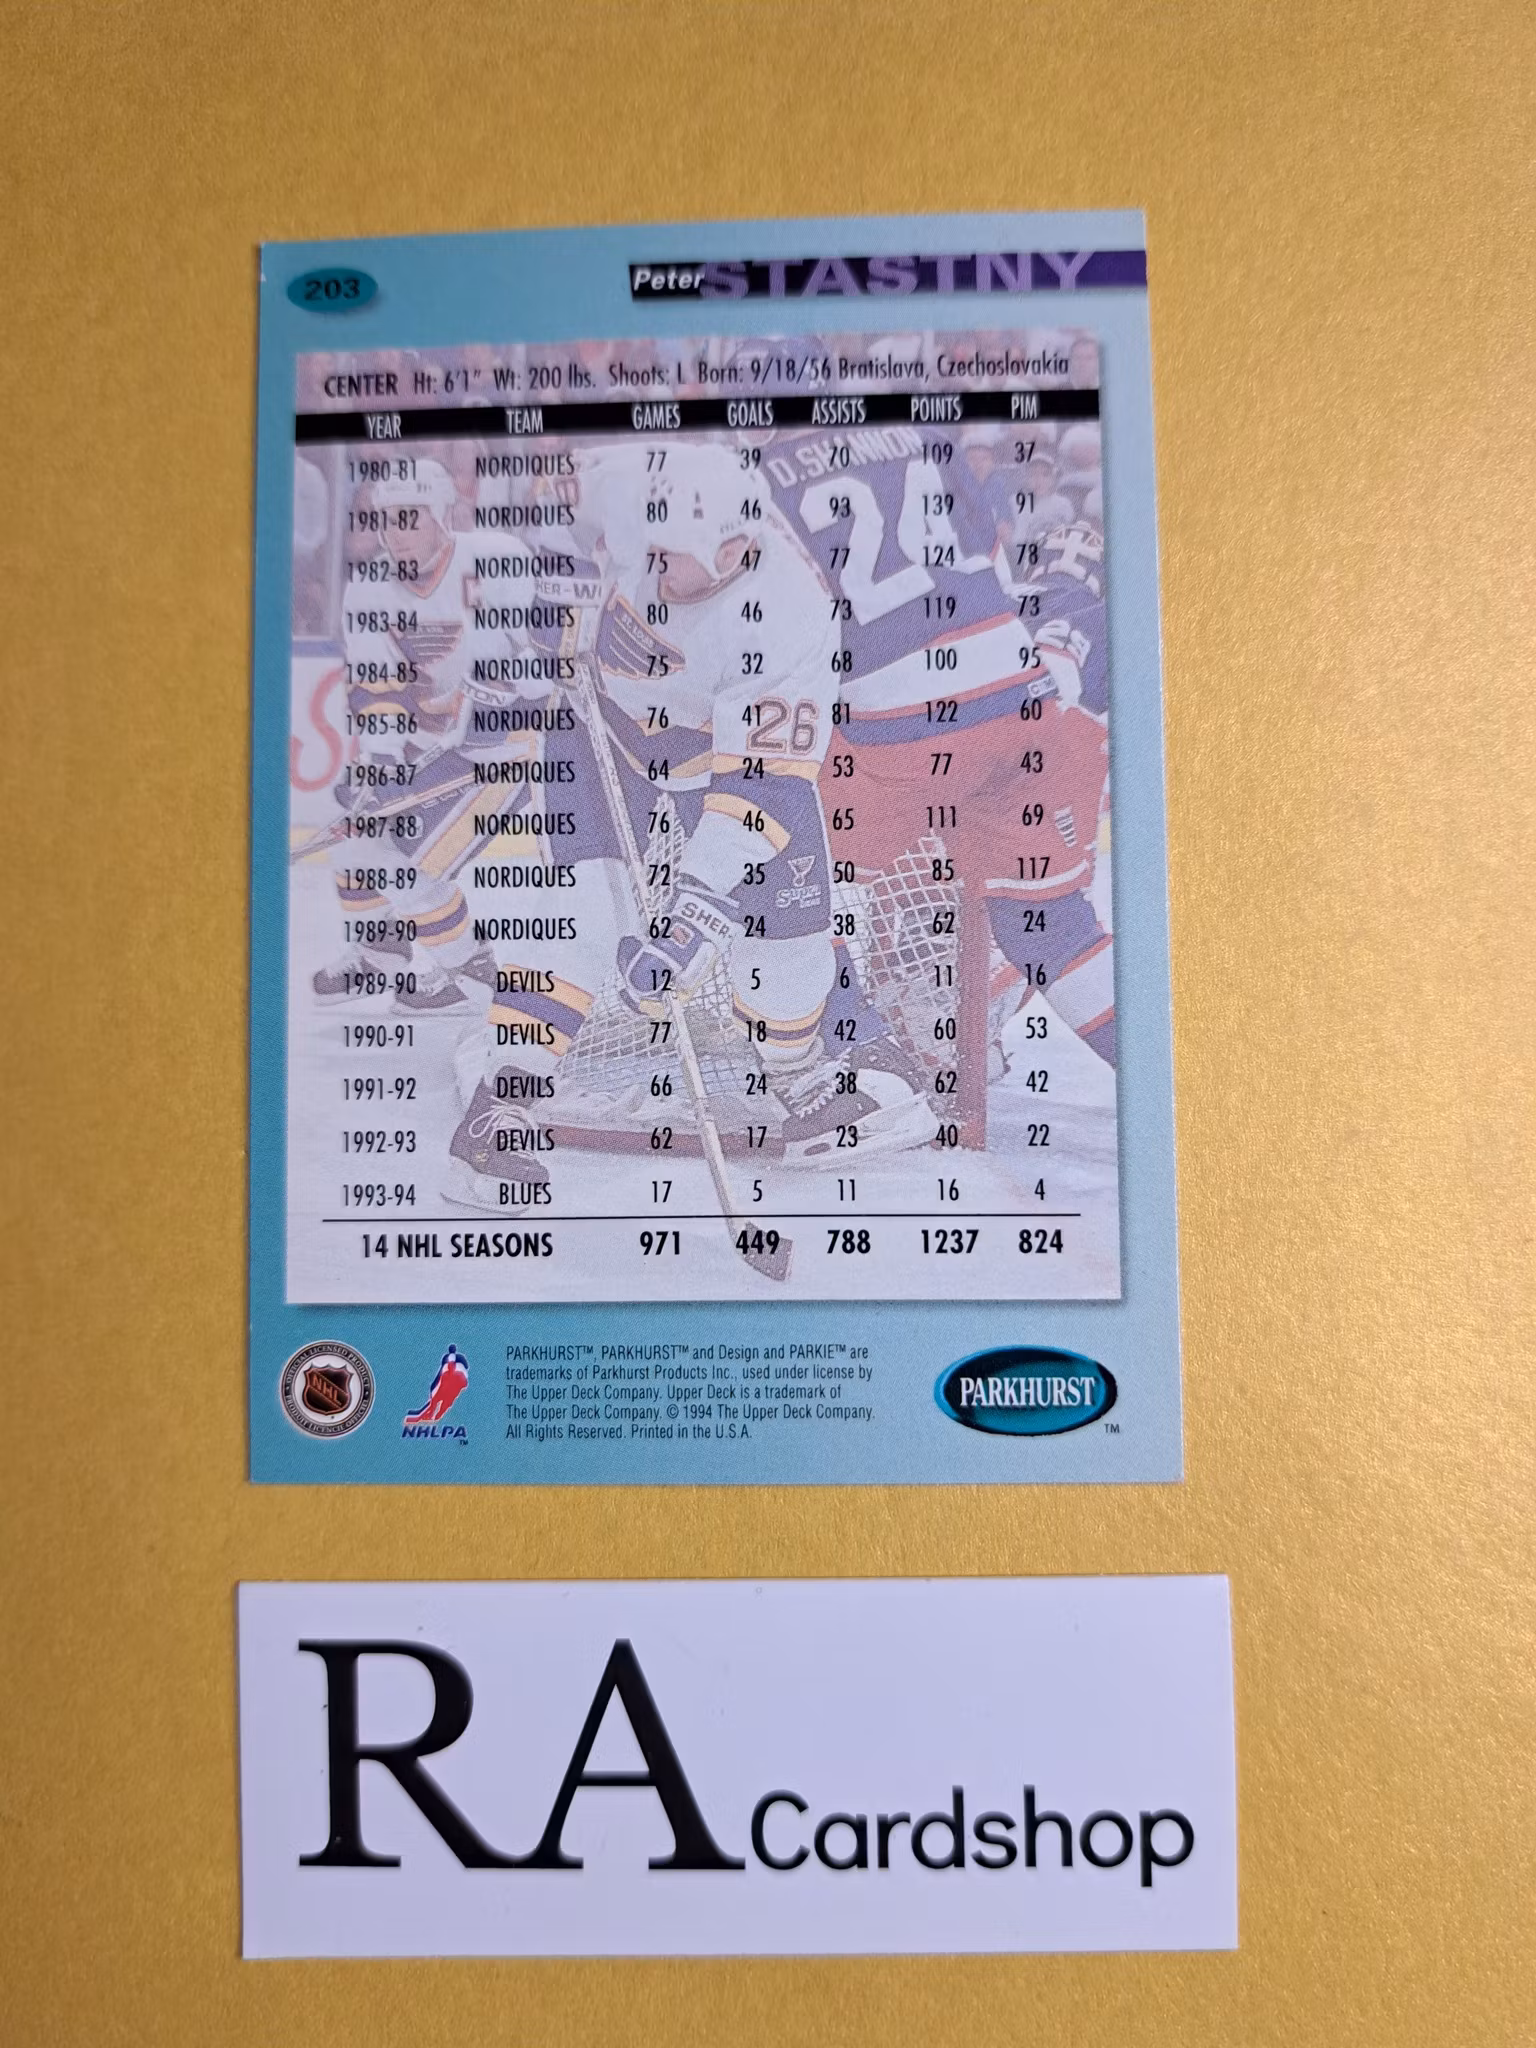 203
Peter STASTNY
CENTER Ht: 6'1" Wt: 200 lbs. Shoots: L Born: 9/18/56 Bratislava, Czechoslovakia
YEAR TEAM GAMES GOALS ASSISTS POINTS PIM
1980-81 NORDIQUES 77 39 70 109 37
1981-82 NORDIQUES 80 46 93 139 91
1982-83 NORDIQUES 75 47 77 124 78
1983-84 NORDIQUES 80 46 73 119 73
1984-85 NORDIQUES 75 32 68 100 95
1985-86 NORDIQUES 76 41 81 122 60
1986-87 NORDIQUES 64 24 53 77 43
1987-88 NORDIQUES 76 46 65 111 69
1988-89 NORDIQUES 72 35 50 85 117
1989-90 NORDIQUES 62 24 38 62 24
1989-90 DEVILS 12 5 6 11 16
1990-91 DEVILS 77 18 42 60 53
1991-92 DEVILS 66 24 38 62 42
1992-93 DEVILS 62 17 23 40 22
1993-94 BLUES 17 5 11 16 4
14 NHL SEASONS 971 449 788 1237 824
D.SHANNON
24
26
SHER-
NHL
NHLPA
TM
PARKHURST™, PARKHURST™ and Design and PARKIE™ are
trademarks of Parkhurst Products Inc., used under license by
The Upper Deck Company. Upper Deck is a trademark of
The Upper Deck Company. © 1994 The Upper Deck Company.
All Rights Reserved. Printed in the U.S.A.
PARKHURST
TM
RA Cardshop